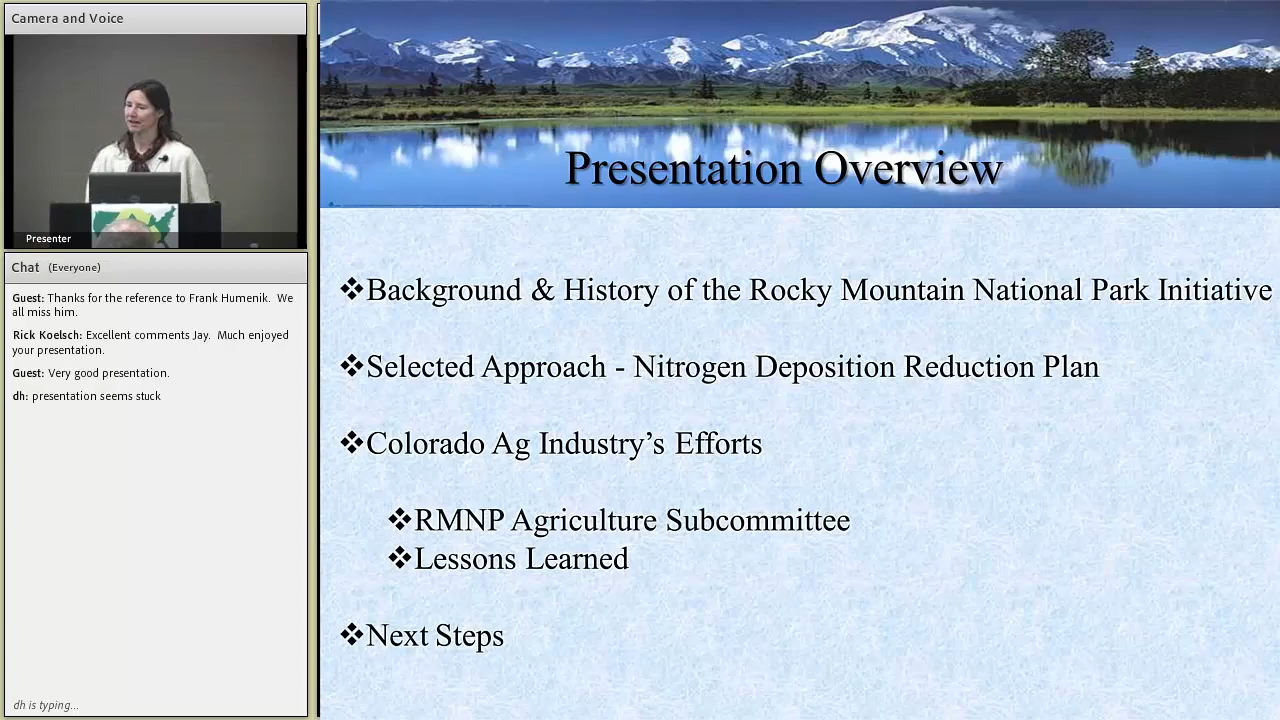 Camera and Voice
Presenter
Chat (Everyone)
Guest: Thanks for the reference to Frank Humenik. We
all miss him.
Rick Koelsch: Excellent comments Jay. Much enjoyed
your presentation.
Guest: Very good presentation.
dh: presentation seems stuck
dh is typing...
Presentation Overview
❖Background & History of the Rocky Mountain National Park Initiative
❖Selected Approach - Nitrogen Deposition Reduction Plan
❖Colorado Ag Industry’s Efforts
❖RMNP Agriculture Subcommittee
❖Lessons Learned
❖Next Steps